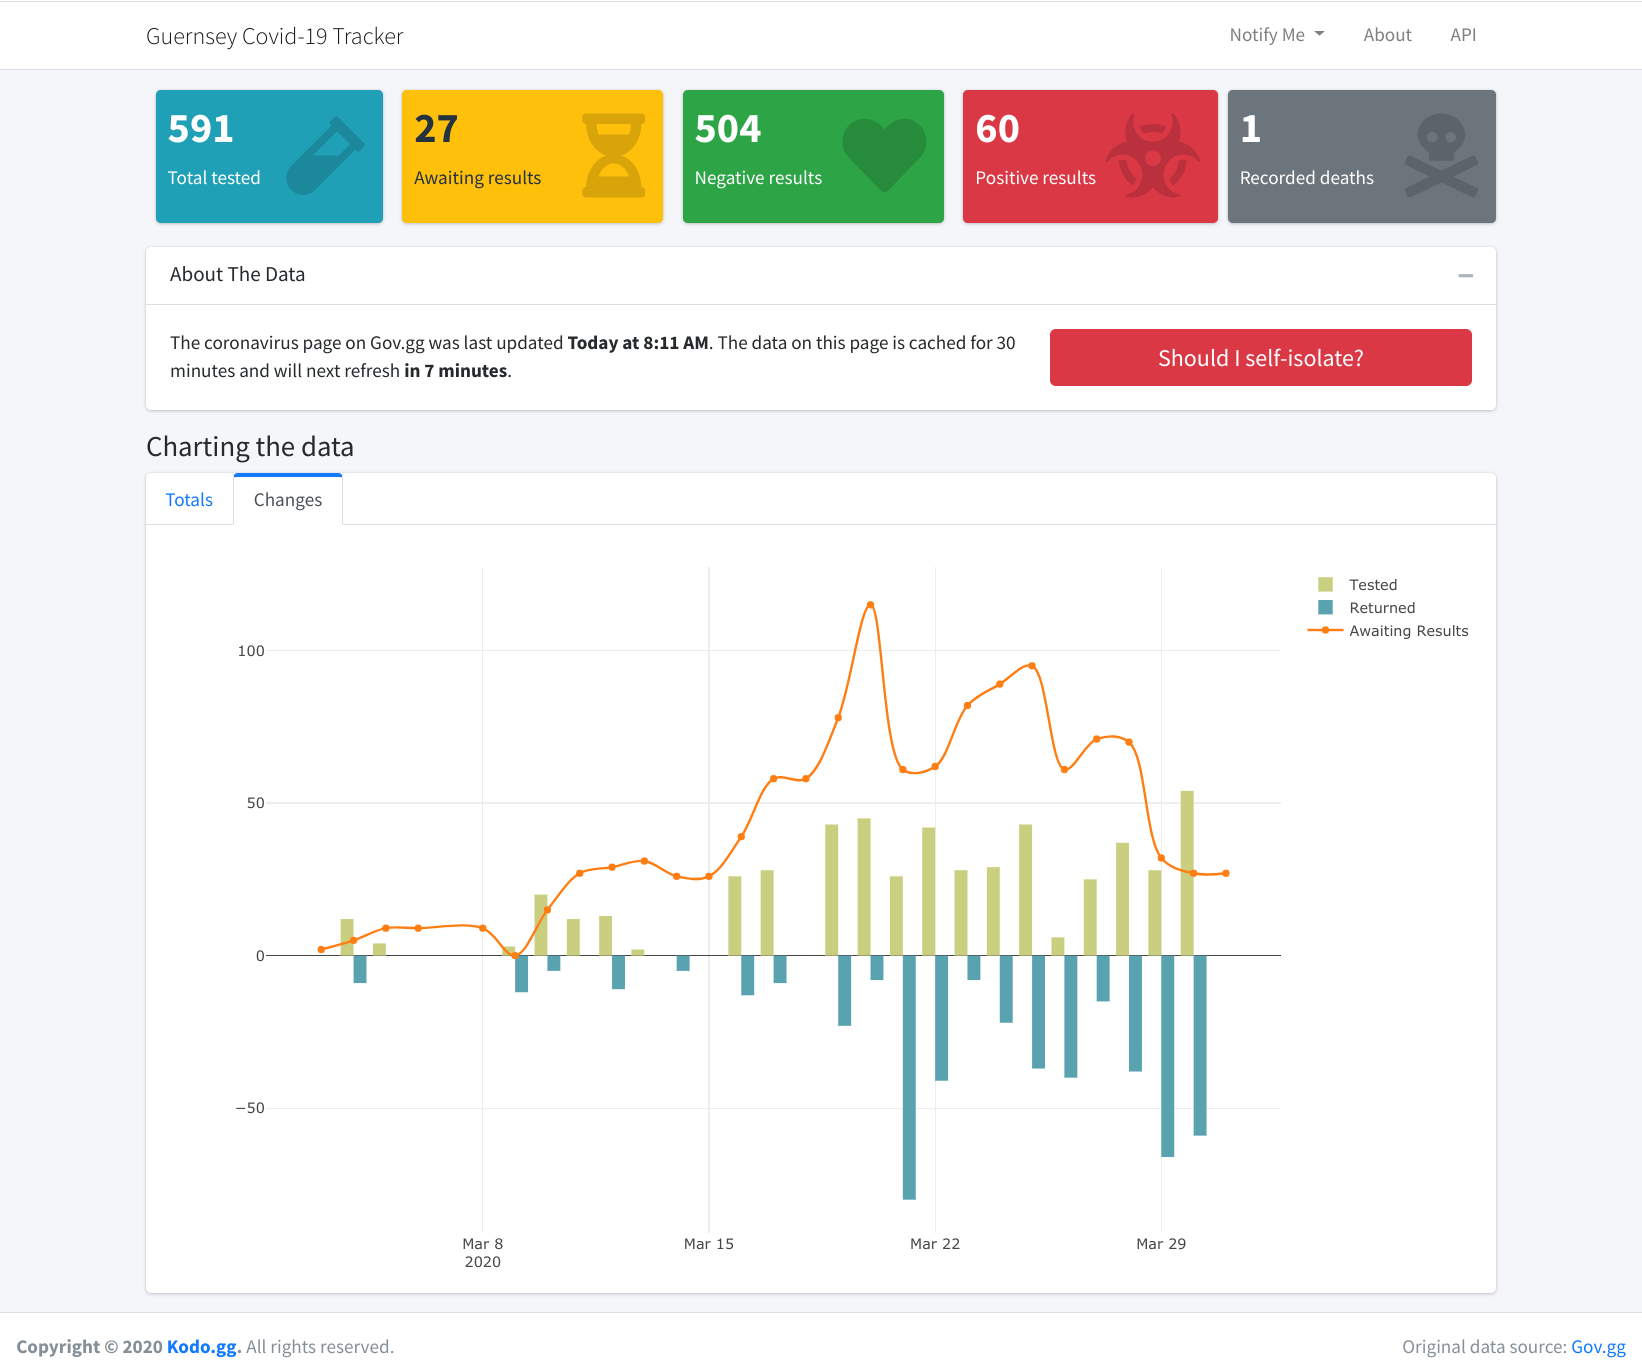 Guernsey Covid-19 Tracker
Notify Me
About
API
591
Total tested
27
Awaiting results
504
Negative results
60
Positive results
1
Recorded deaths
About The Data
The coronavirus page on Gov.gg was last updated Today at 8:11 AM. The data on this page is cached for 30
minutes and will next refresh in 7 minutes.
Should I self-isolate?
Charting the data
Totals
Changes
Tested
Returned
Awaiting Results
100
50
0
−50
Mar 8
2020
Mar 15
Mar 22
Mar 29
Copyright © 2020 Kodo.gg. All rights reserved.
Original data source: Gov.gg